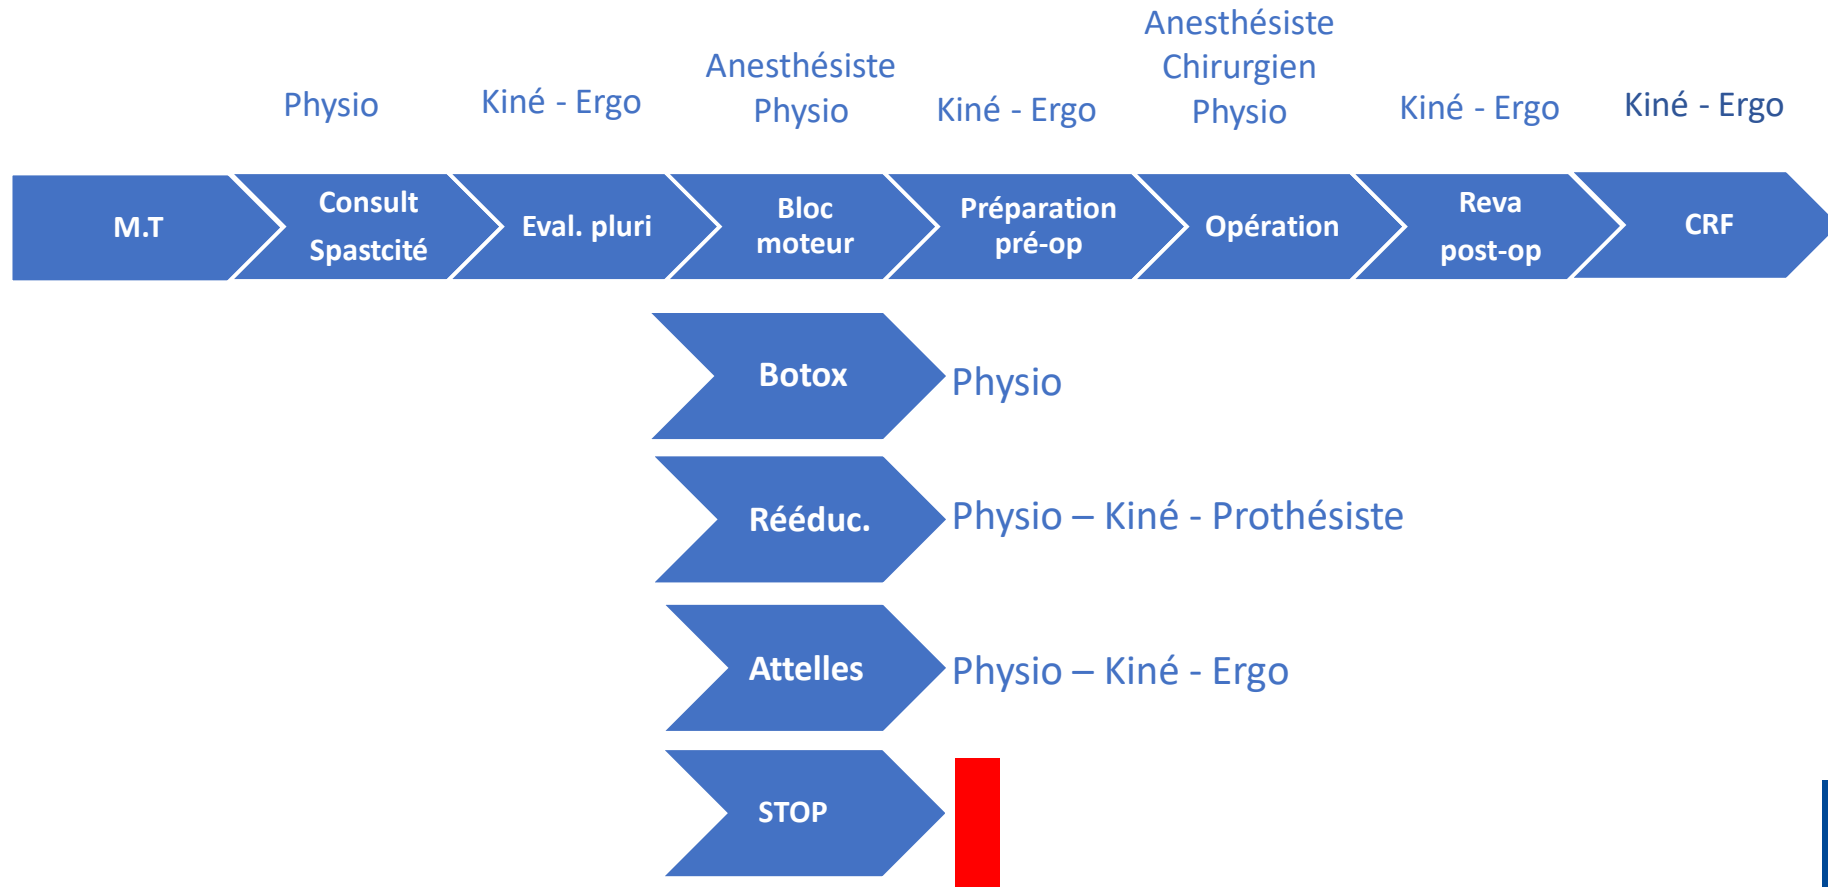 Anesthésiste
Anesthésiste
Chirurgien
Physio
Kiné - Ergo
Physio
Kiné - Ergo
Physio
Kiné - Ergo
Kiné - Ergo
M.T
Consult
Spastcité
Eval. pluri
Bloc
moteur
Préparation
pré-op
Opération
Reva
post-op
CRF
Botox
Physio
Rééduc.
Physio – Kiné - Prothésiste
Attelles
Physio – Kiné - Ergo
STOP